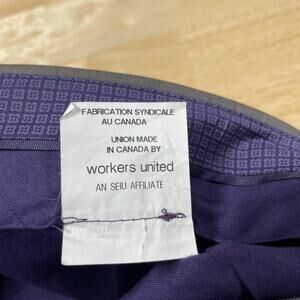 FABRICATION SYNDICALE
AU CANADA
UNION MADE
IN CANADA BY
workers united
AN SEIU AFFILIATE